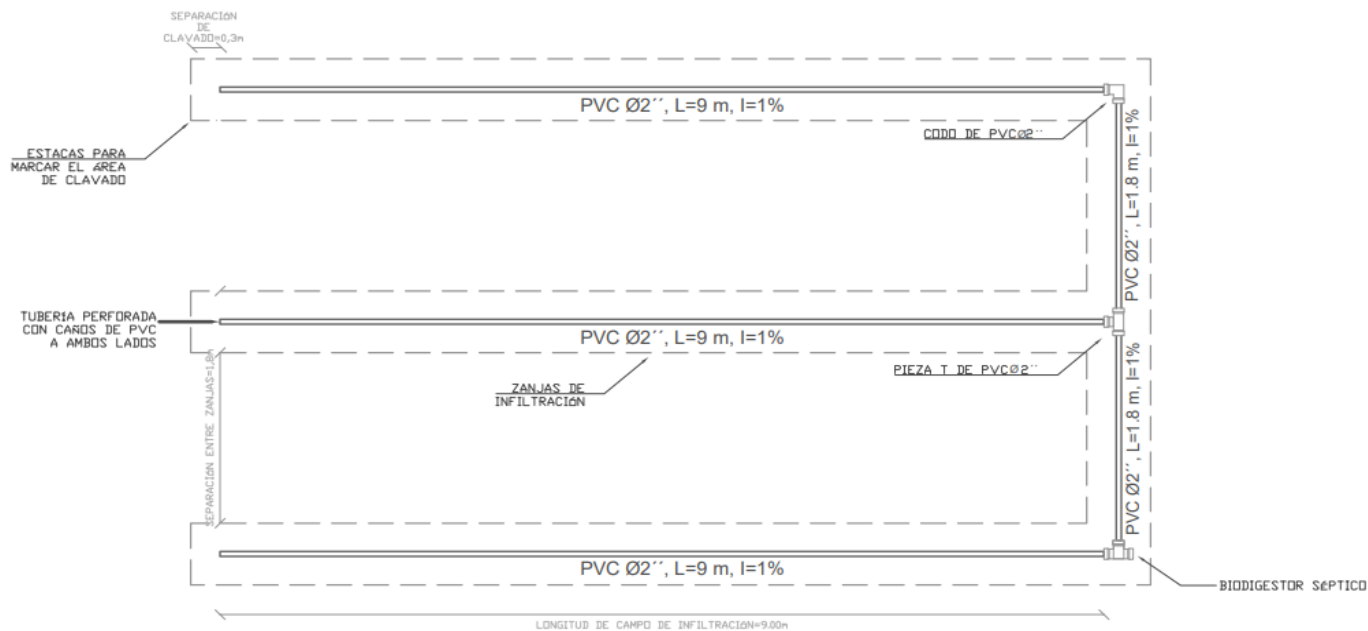 SEPARACIÓN
DE
CLAVADO=0,3m
PVC Ø2´´, L=9 m, I=1%
CODO DE PVCØ2´´
PVC Ø2´´, L=1.8 m, I=1%
ESTACAS PARA
MARCAR EL ÁREA
DE CLAVADO
TUBERÍA PERFORADA
CON CAÑOS DE PVC
A AMBOS LADOS
PVC Ø2´´, L=9 m, I=1%
PIEZA T DE PVCØ2´´
ZANJAS DE
INFILTRACIÓN
SEPARACIÓN ENTRE ZANJAS=1,8m
PVC Ø2´´, L=1.8 m, I=1%
PVC Ø2´´, L=9 m, I=1%
BIODIGESTOR SÉPTICO
LONGITUD DE CAMPO DE INFILTRACIÓN=9.00m